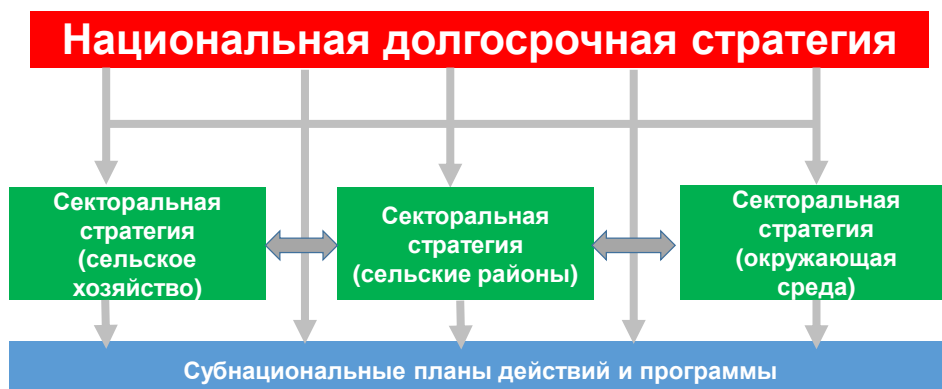 Национальная долгосрочная стратегия
Секторальная
стратегия
(сельское
хозяйство)
Секторальная
стратегия
(сельские районы)
Секторальная
стратегия
(окружающая
среда)
Субнациональные планы действий и программы